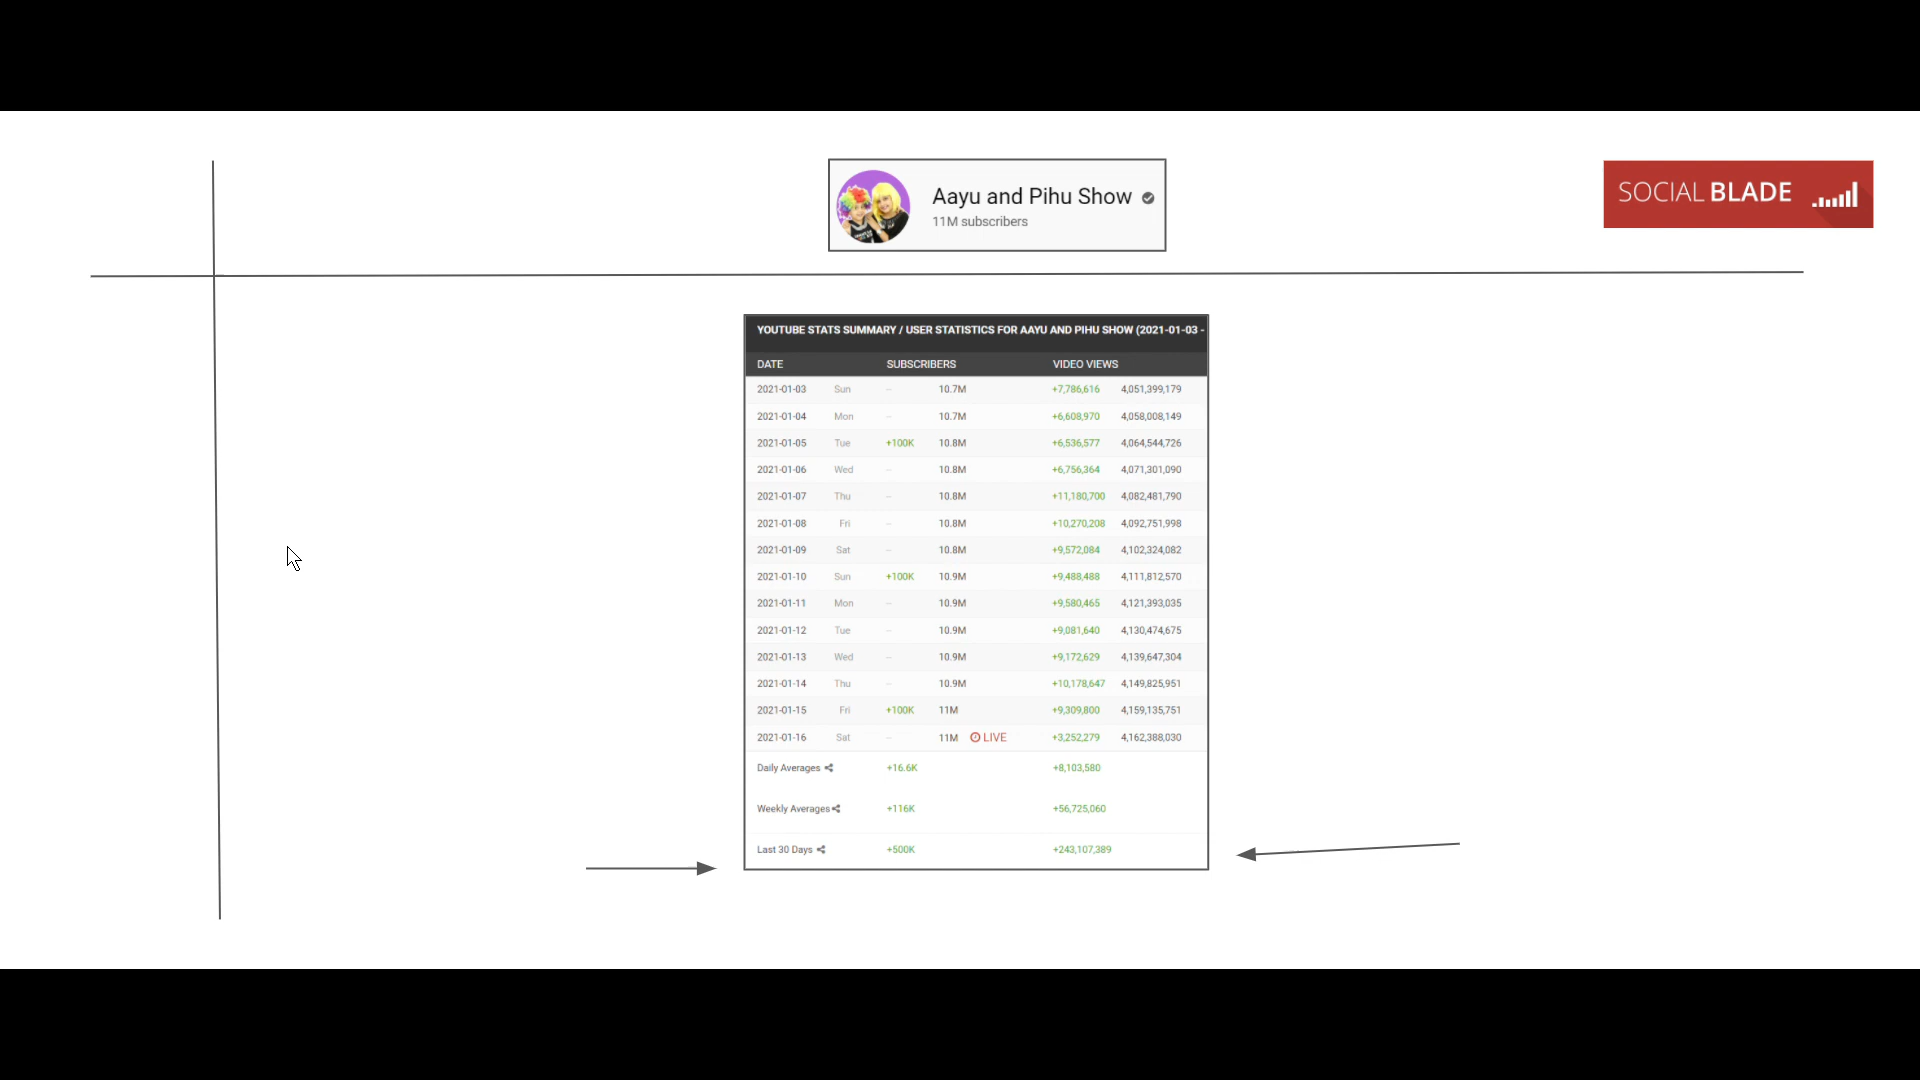 Aayu and Pihu Show
11M subscribers
SOCIAL BLADE
YOUTUBE STATS SUMMARY / USER STATISTICS FOR AAYU AND PIHU SHOW (2021-01-03 -
DATE SUBSCRIBERS VIDEO VIEWS
2021-01-03 Sun -- 10.7M +7,786,616 4,051,399,179
2021-01-04 Mon -- 10.7M +6,608,970 4,058,008,149
2021-01-05 Tue +100K 10.8M +6,536,577 4,064,544,726
2021-01-06 Wed -- 10.8M +6,756,364 4,071,301,090
2021-01-07 Thu -- 10.8M +11,180,700 4,082,481,790
2021-01-08 Fri -- 10.8M +10,270,208 4,092,751,998
2021-01-09 Sat -- 10.8M +9,572,084 4,102,324,082
2021-01-10 Sun +100K 10.9M +9,488,488 4,111,812,570
2021-01-11 Mon -- 10.9M +9,580,465 4,121,393,035
2021-01-12 Tue -- 10.9M +9,081,640 4,130,474,675
2021-01-13 Wed -- 10.9M +9,172,629 4,139,647,304
2021-01-14 Thu -- 10.9M +10,178,647 4,149,825,951
2021-01-15 Fri +100K 11M +9,309,800 4,159,135,751
2021-01-16 Sat -- 11M LIVE +3,252,279 4,162,388,030
Daily Averages +16.6K +8,103,580
Weekly Averages +116K +56,725,060
Last 30 Days +500K +243,107,389